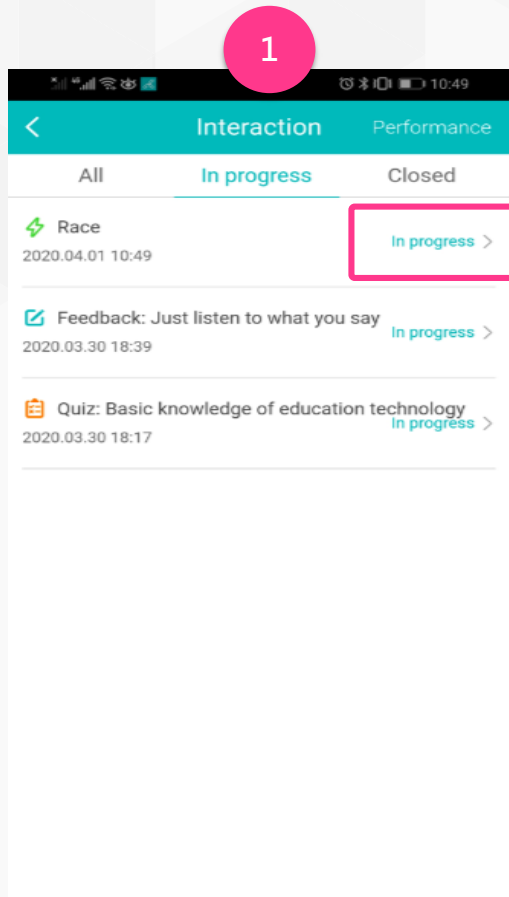 1
10:49
Interaction
Performance
All
In progress
Closed
Race
2020.04.01 10:49
In progress
Feedback: Just listen to what you say
2020.03.30 18:39
In progress
Quiz: Basic knowledge of education technology
2020.03.30 18:17
In progress